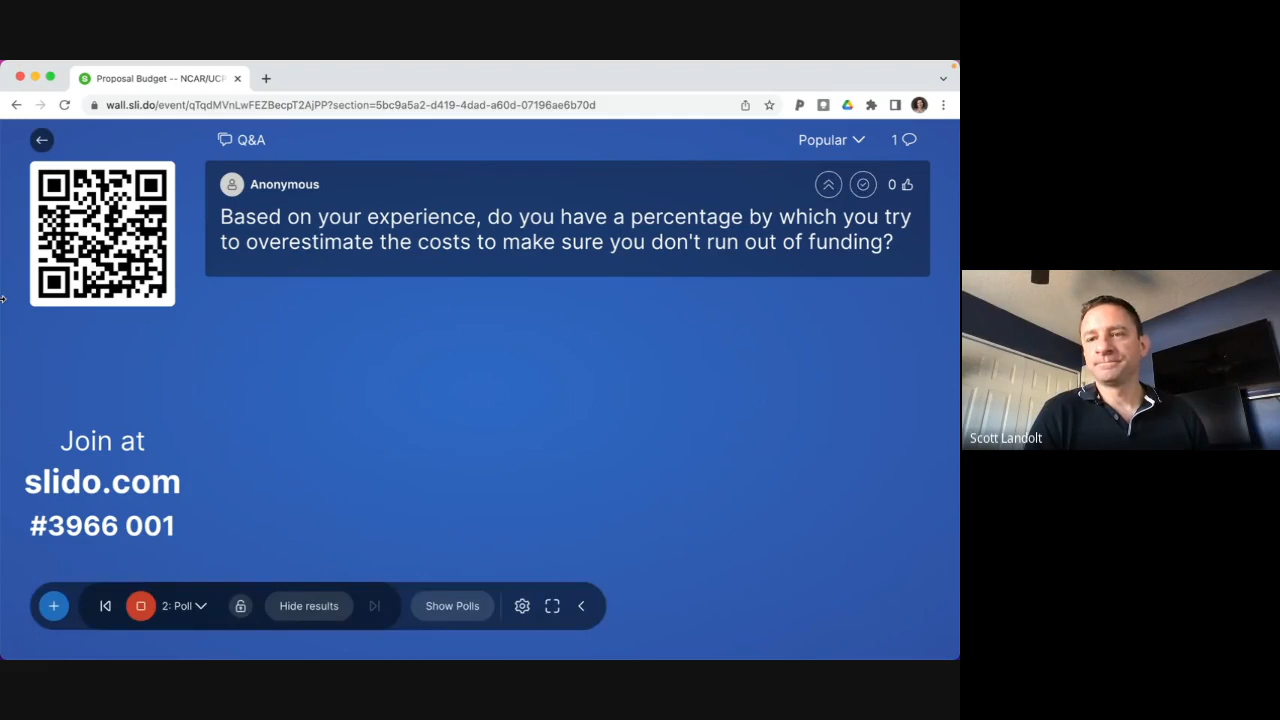 Proposal Budget -- NCAR/UCP
wall.sli.do/event/qTqdMVnLwFEZBecpT2AjPP?section=5bc9a5a2-d419-4dad-a60d-07196ae6b70d
Q&A
Popular
1
Anonymous
0
Based on your experience, do you have a percentage by which you try
to overestimate the costs to make sure you don't run out of funding?
Join at
slido.com
#3966 001
2: Poll
Hide results
Show Polls
Scott Landolt